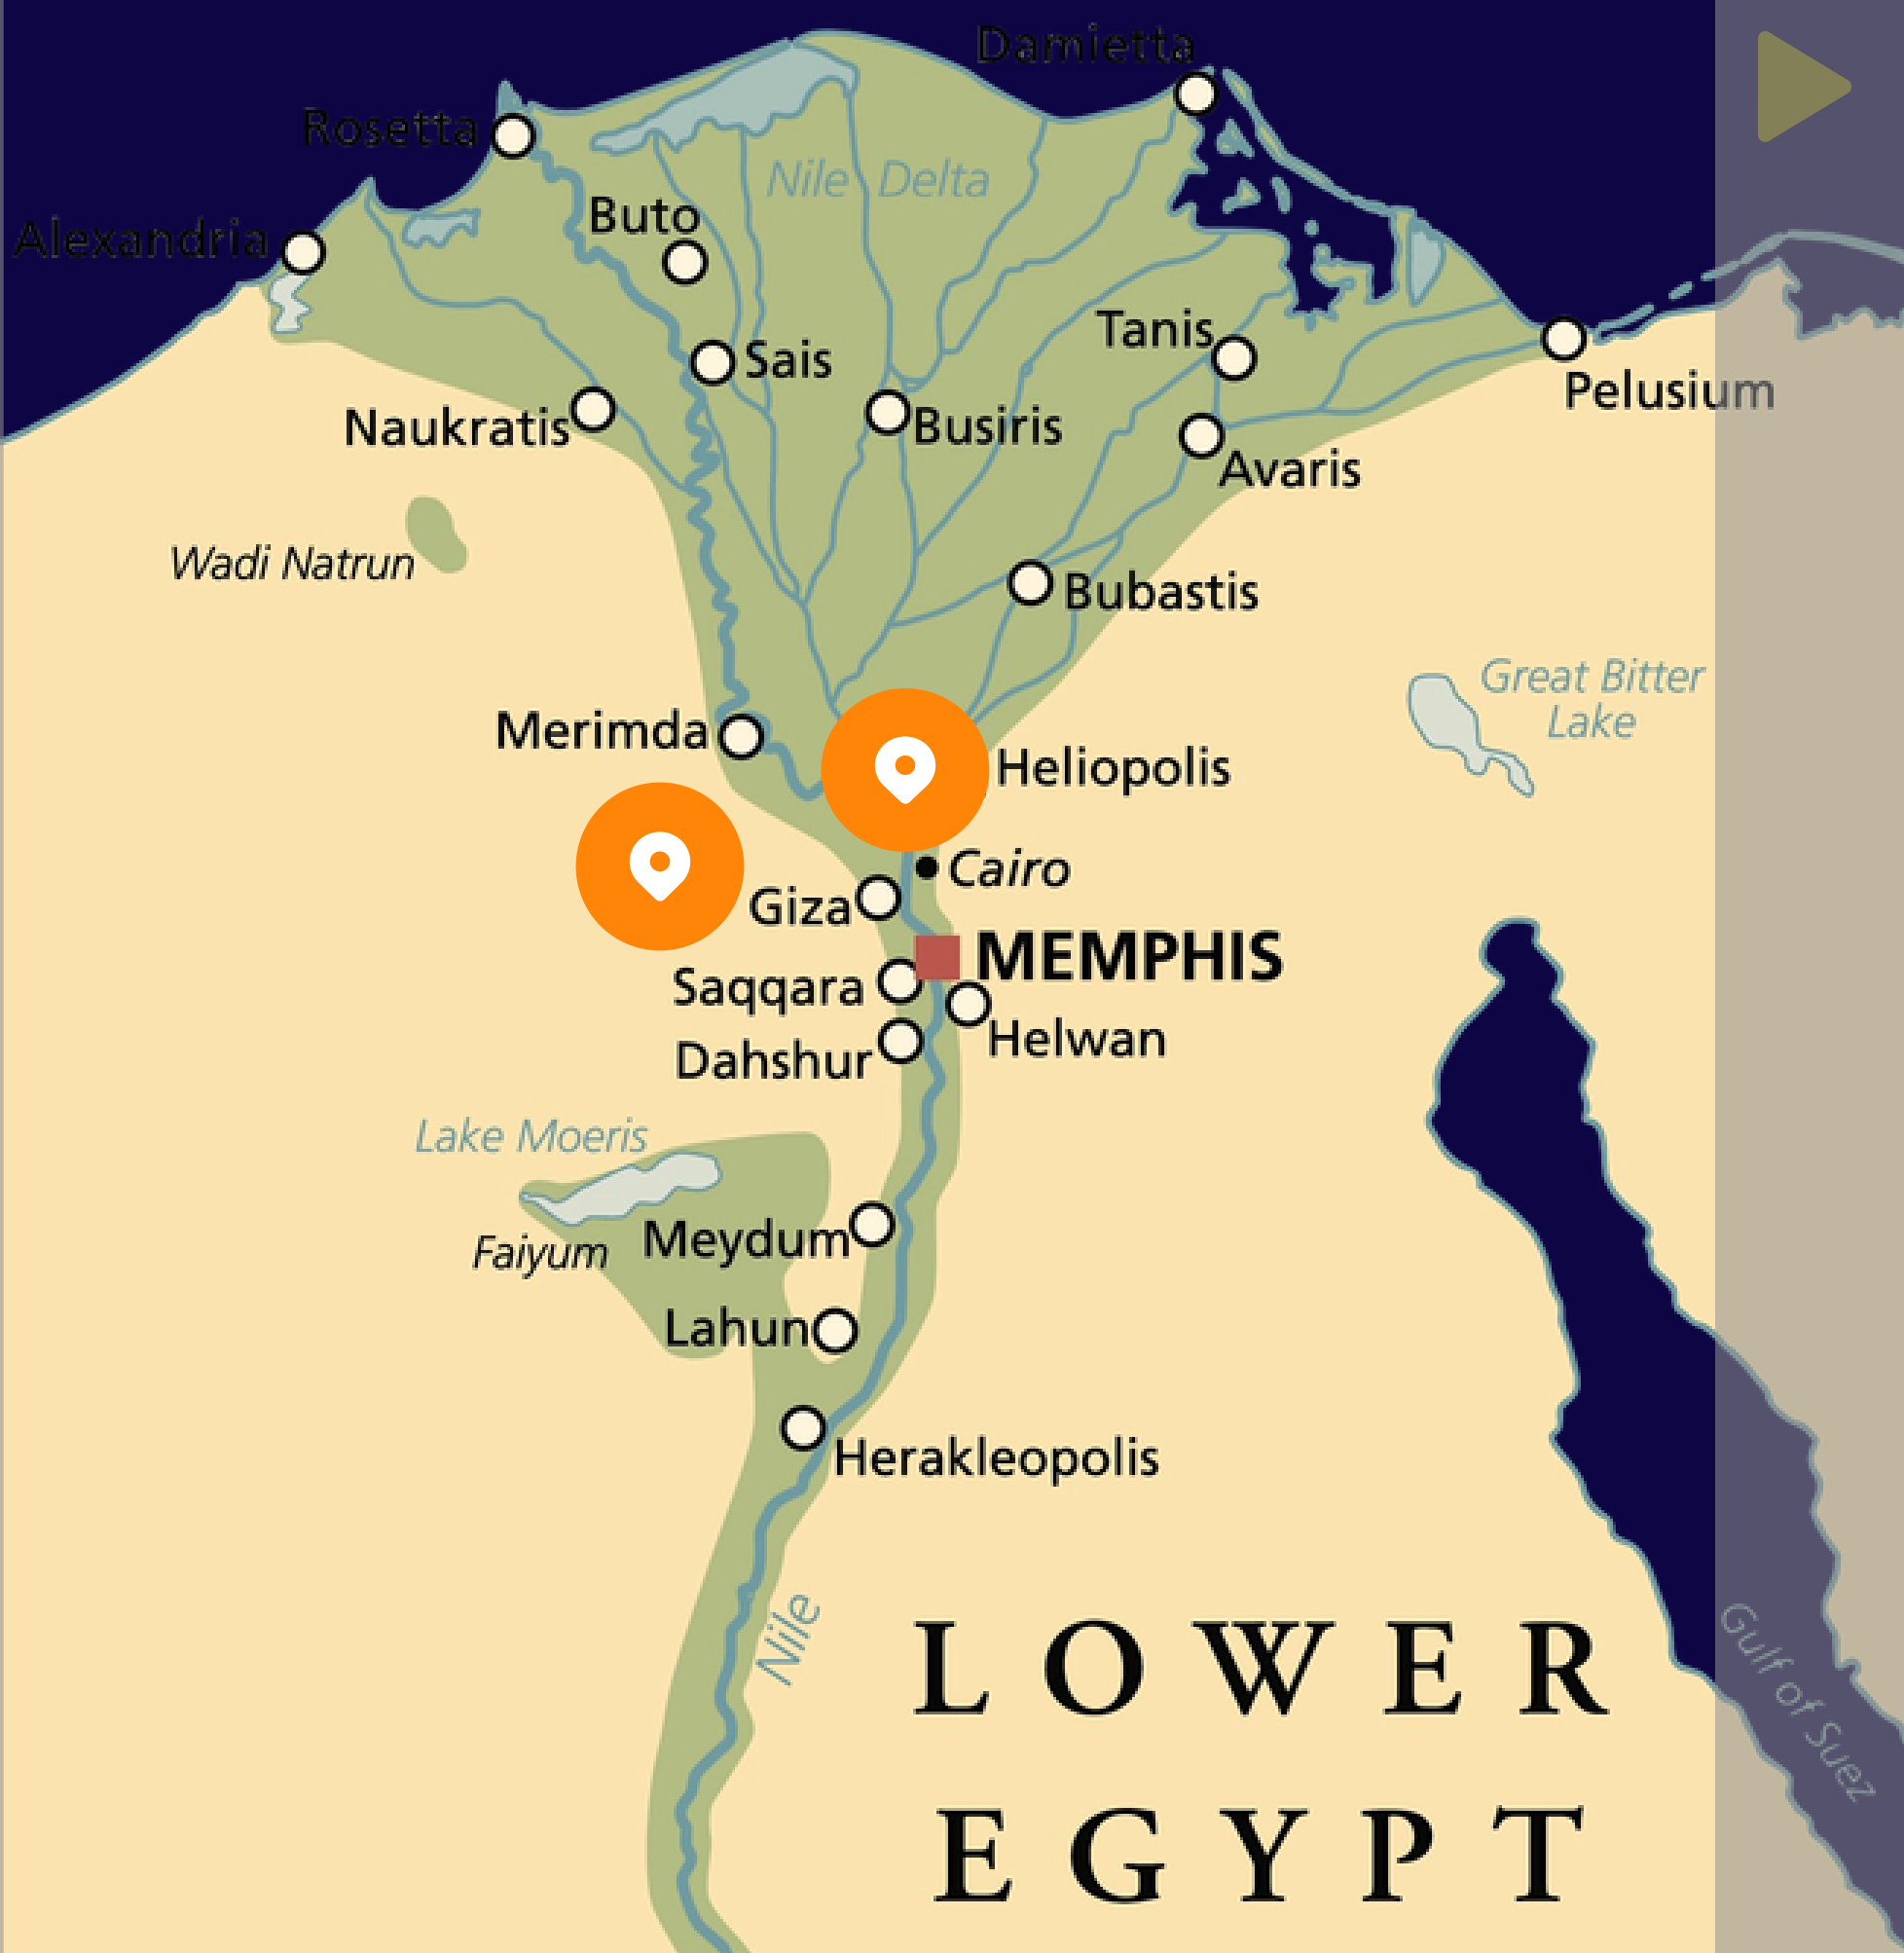 Damietta
Rosetta
Nile Delta
Buto
Alexandria
Tanis
Sais
Pelusium
Naukratis
Busiris
Avaris
Wadi Natrun
Bubastis
Great Bitter
Lake
Merimda
Heliopolis
Cairo
Giza
MEMPHIS
Saqqara
Helwan
Dahshur
Lake Moeris
Meydum
Faiyum
Lahun
Herakleopolis
Nile
LOWER
EGYPT
Gulf of Suez